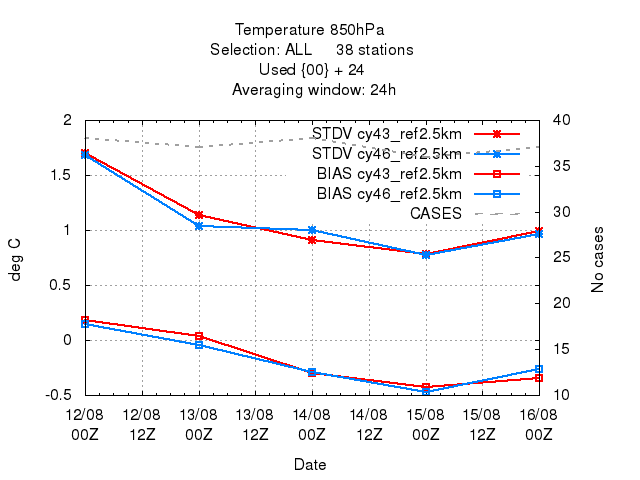 Temperature 850hPa
Selection: ALL 38 stations
Used {00} + 24
Averaging window: 24h
STDV cy43_ref2.5km
STDV cy46_ref2.5km
BIAS cy43_ref2.5km
BIAS cy46_ref2.5km
CASES
deg C
2
1.5
1
0.5
0
-0.5
No cases
40
35
30
25
20
15
10
12/08 12/08 13/08 13/08 14/08 14/08 15/08 15/08 16/08
00Z 12Z 00Z 12Z 00Z 12Z 00Z 12Z 00Z
Date